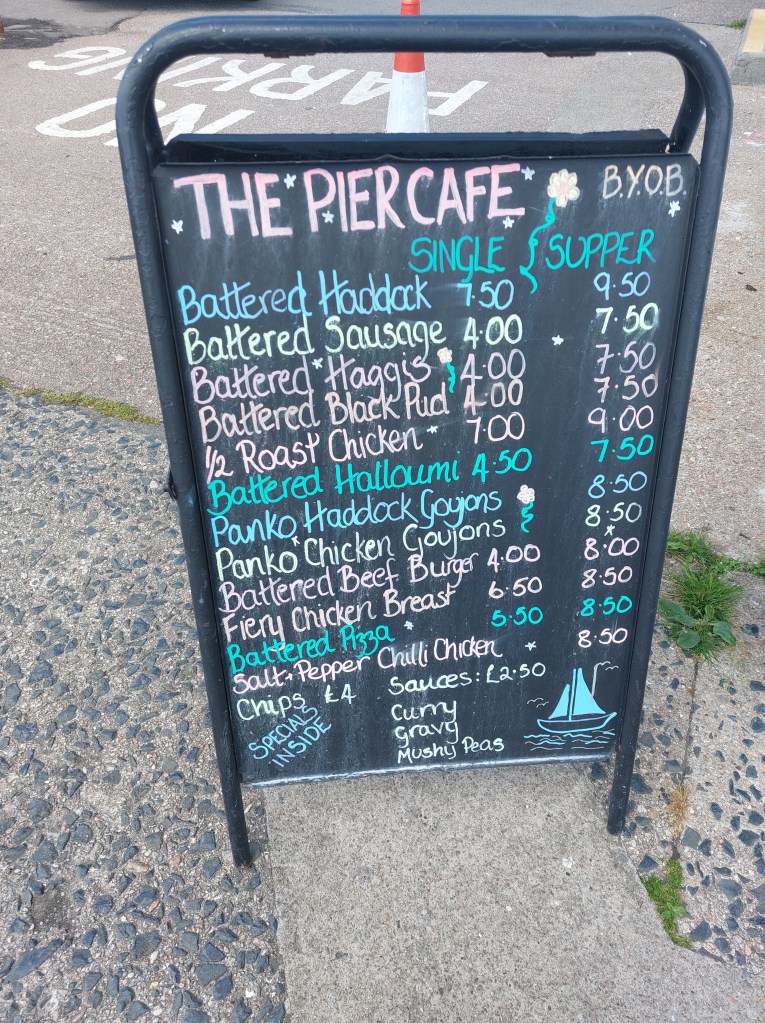 NO PARKING
THE PIER CAFE B.Y.O.B.
SINGLE SUPPER
Battered Haddock 7.50 9.50
Battered Sausage 4.00 7.50
Battered Haggis 4.00 7.50
Battered Black Pud 4.00 7.50
1/2 Roast Chicken 7.00 9.00
Battered Halloumi 4.50 7.50
Panko Haddock Goujons 8.50
Panko Chicken Goujons 8.50
Battered Beef Burger 4.00 8.00
Fiery Chicken Breast 6.50 8.50
Battered Pizza 5.50 8.50
Salt + Pepper Chilli Chicken 8.50
Chips £4
Sauces: £2.50
Curry
Gravy
Mushy Peas
SPECIALS
INSIDE